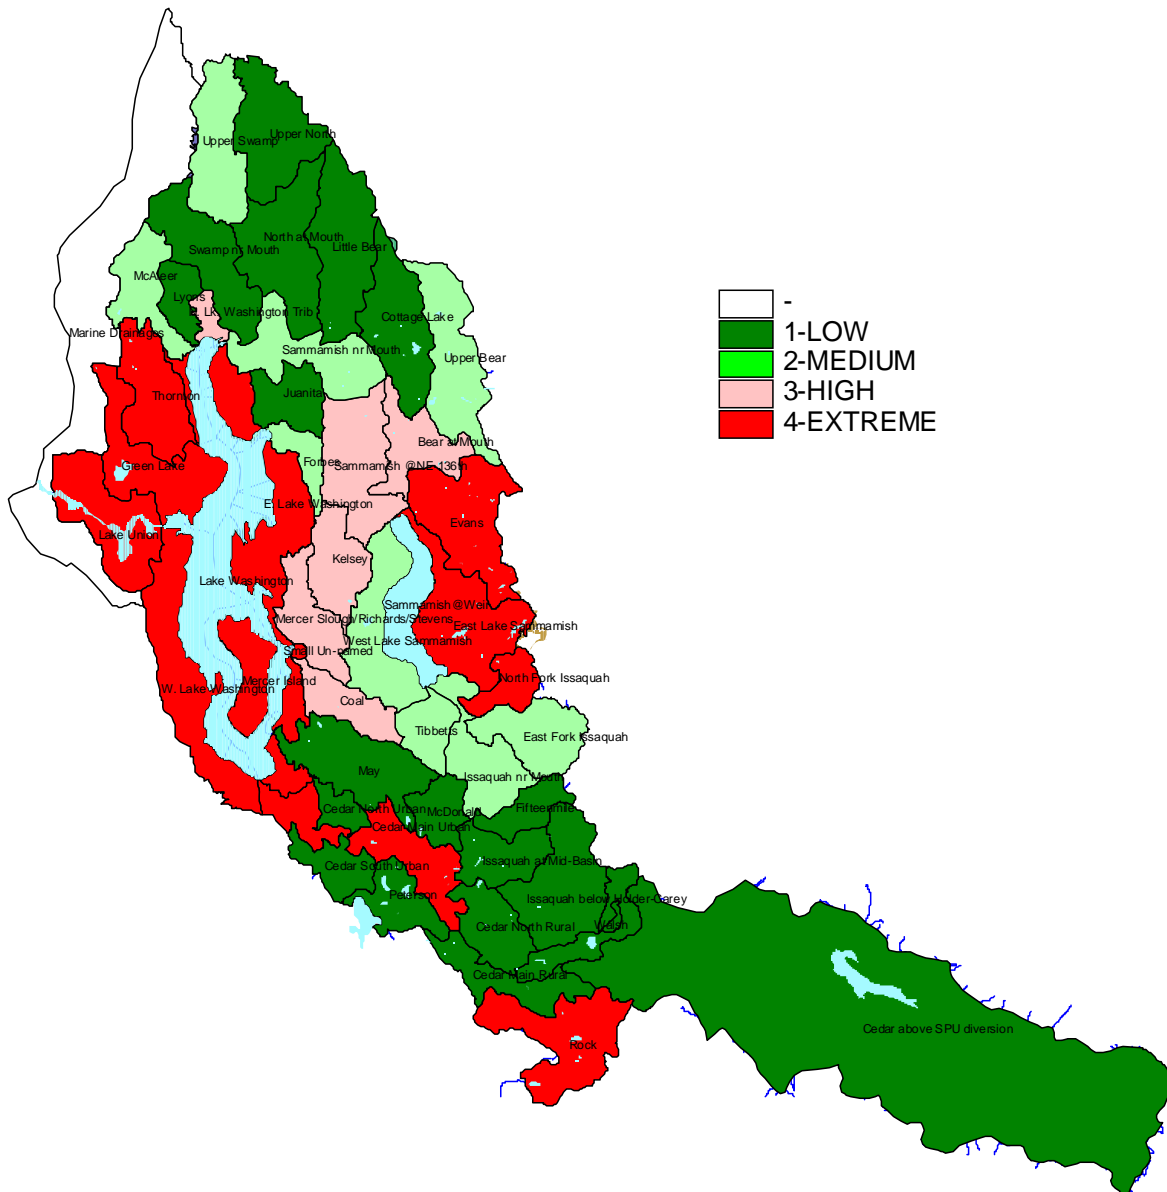 Upper North
Upper Swamp
North at Mouth
Little Bear
Swamp nr Mouth
McAleer
Lyons
Lk. Washington Trib
Cottage Lake
Marine Drainages
Sammamish nr Mouth
Upper Bear
Juanita
Thornton
Bear at Mouth
Forbes
Sammamish @NE 136th
Green Lake
E. Lake Washington
Evans
Lake Union
Kelsey
Lake Washington
Sammamish @Weir
Mercer Slough/Richards/Stevens
East Lake Sammamish
West Lake Sammamish
Small Un-named
North Fork Issaquah
Mercer Island
W. Lake Washington
Coal
Tibbetts
East Fork Issaquah
May
Issaquah nr Mouth
Cedar North Urban
McDonald
Fifteenmile
Cedar Main Urban
Cedar South Urban
Issaquah at Mid-Basin
Peterson
Issaquah below Holder-Carey
Cedar North Rural
Walsh
Cedar Main Rural
Cedar above SPU diversion
Rock
-
1-LOW
2-MEDIUM
3-HIGH
4-EXTREME